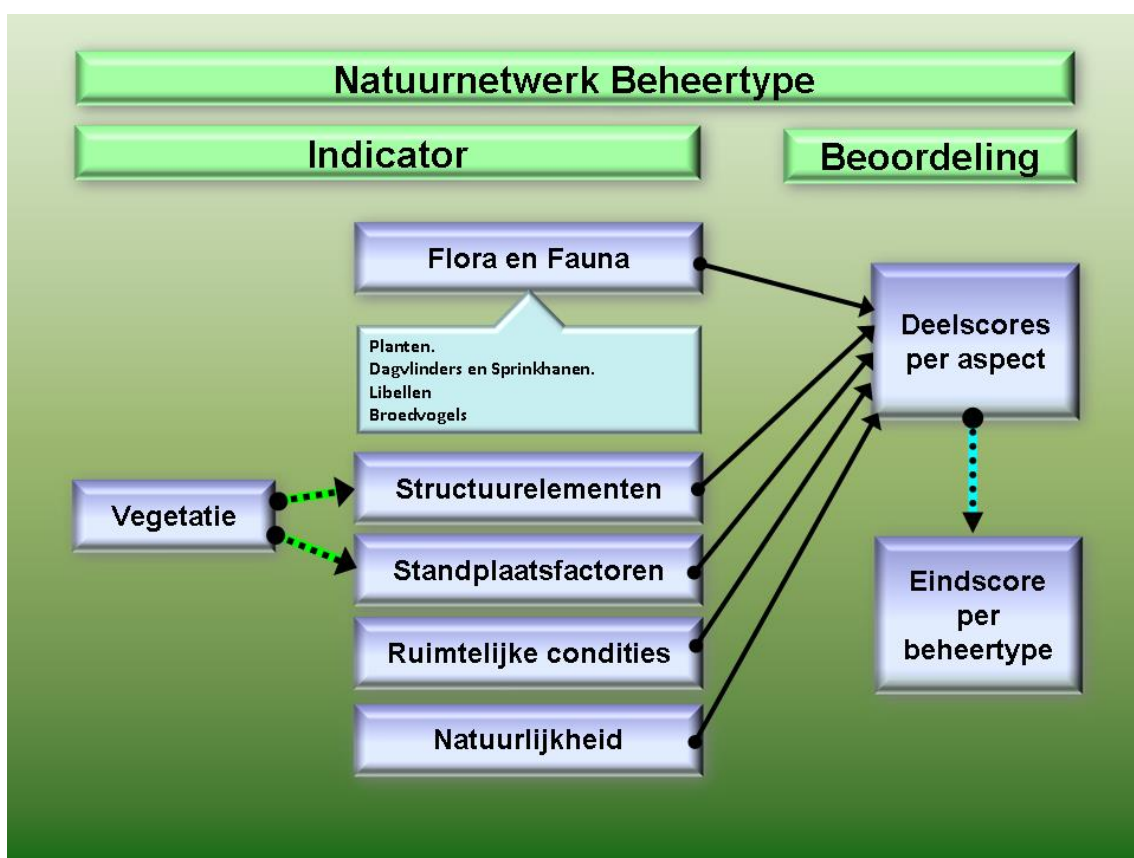 Natuurnetwerk Beheertype
Indicator
Beoordeling
Flora en Fauna
Planten.
Dagvlinders en Sprinkhanen.
Libellen
Broedvogels
Vegetatie
Structuurelementen
Standplaatsfactoren
Ruimtelijke condities
Natuurlijkheid
Deelscores
per aspect
Eindscore
per
beheertype